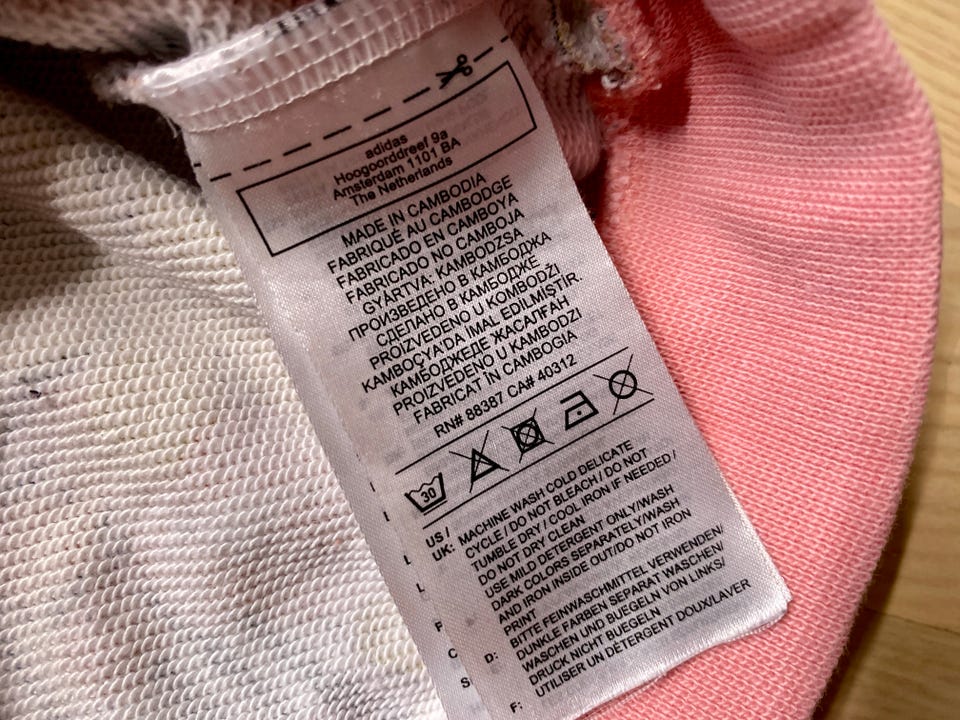 adidas
Hoogoorddreef 9a
Amsterdam 1101 BA
The Netherlands
MADE IN CAMBODIA
FABRIQUÉ AU CAMBODGE
FABRICADO EN CAMBOYA
FABRICADO NO CAMBOJA
GYÁRTVA: KAMBODZSA
ПРОИЗВЕДЕНО В КАМБОДЖА
СДЕЛАНО В КАМБОДЖЕ
PROIZVEDENO U KOMBODŽI
KAMBOÇYA'DA İMAL EDİLMİŞTİR.
КАМБОДЖЕДЕ ЖАСАЛҒАН
PROIZVEDENO U KAMBODZI
FABRICAT ÎN CAMBOGIA
RN# 88387 CA# 40312
30
US / UK: MACHINE WASH COLD DELICATE
CYCLE / DO NOT BLEACH / DO NOT
TUMBLE DRY / COOL IRON IF NEEDED /
DO NOT DRY CLEAN
USE MILD DETERGENT ONLY/WASH
DARK COLORS SEPARATELY/WASH
AND IRON INSIDE OUT/DO NOT IRON
PRINT
D: BITTE FEINWASCHMITTEL VERWENDEN/
DUNKLE FARBEN SEPARAT WASCHEN/
WASCHEN UND BUEGELN VON LINKS/
DRUCK NICHT BUEGELN
F: UTILISER UN DETERGENT DOUX/LAVER